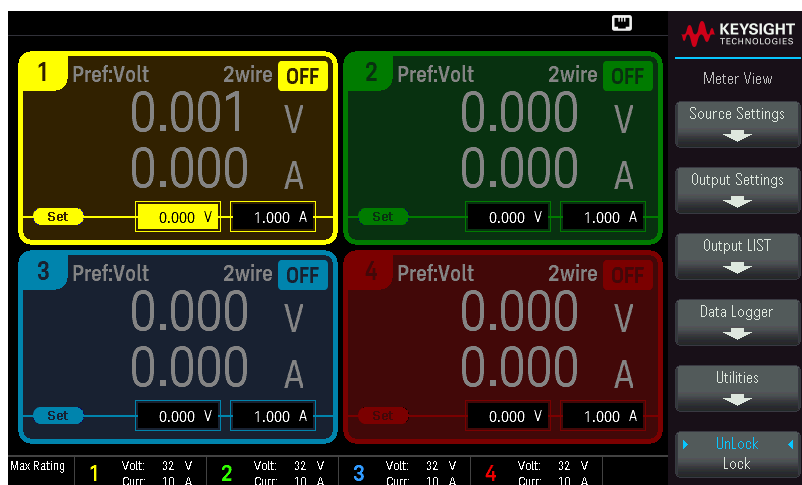 KEYSIGHT
TECHNOLOGIES
Meter View
1 Pref:Volt 2wire OFF
0.001 V
0.000 A
Set 0.000 V 1.000 A
2 Pref:Volt 2wire OFF
0.000 V
0.000 A
Set 0.000 V 1.000 A
3 Pref:Volt 2wire OFF
0.000 V
0.000 A
Set 0.000 V 1.000 A
4 Pref:Volt 2wire OFF
0.000 V
0.000 A
Set 0.000 V 1.000 A
Source Settings
Output Settings
Output LIST
Data Logger
Utilities
UnLock
Lock
Max Rating
1 Volt: 32 V
Curr: 10 A
2 Volt: 32 V
Curr: 10 A
3 Volt: 32 V
Curr: 10 A
4 Volt: 32 V
Curr: 10 A